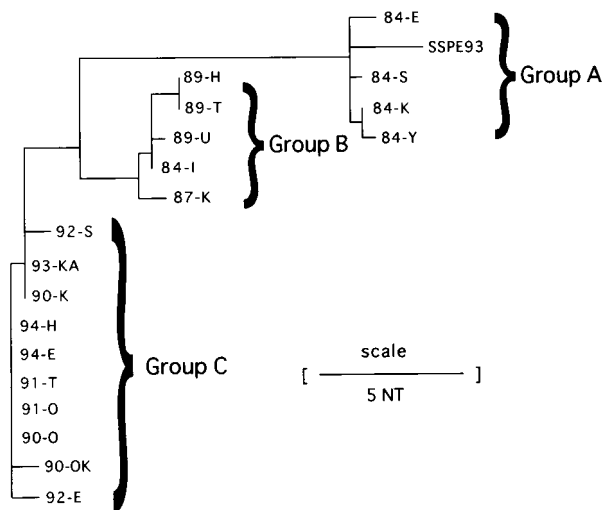 84-E
SSPE93
84-S
84-K
84-Y
Group A
89-H
89-T
89-U
84-I
87-K
Group B
92-S
93-KA
90-K
94-H
94-E
91-T
91-O
90-O
90-OK
92-E
Group C
scale
[ ]
5 NT